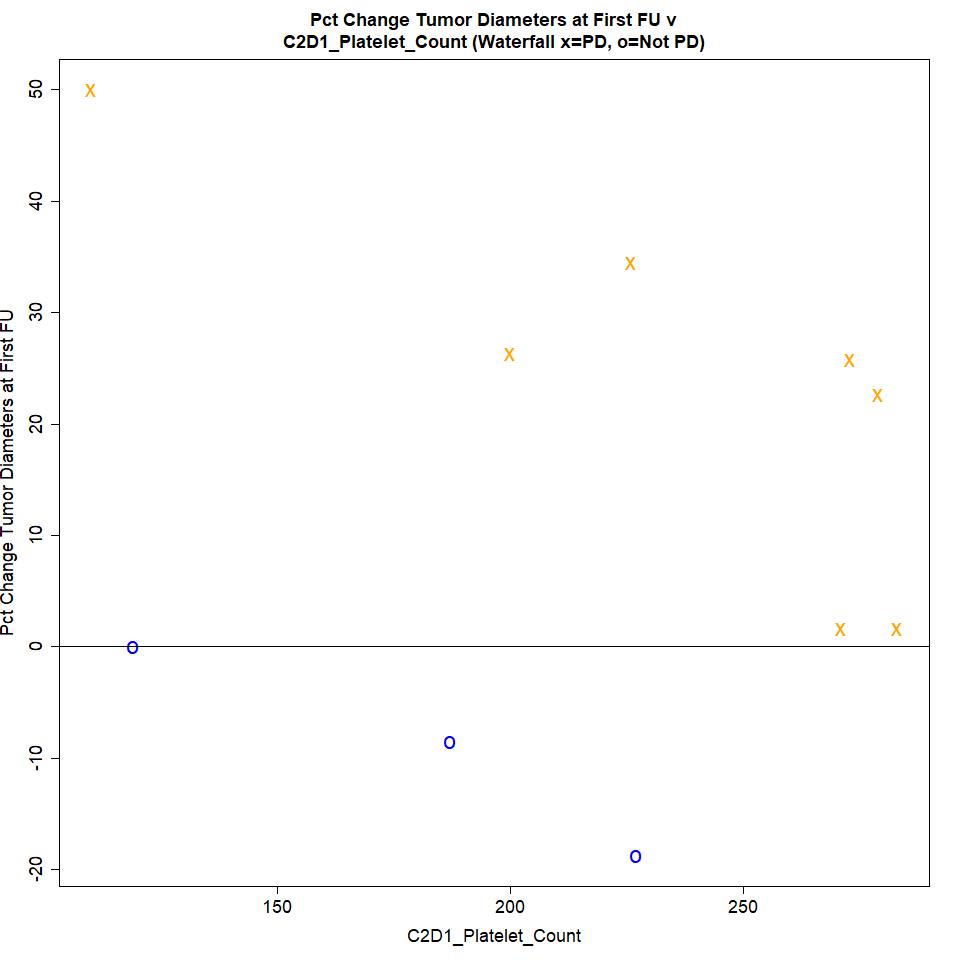 Pct Change Tumor Diameters at First FU v
C2D1_Platelet_Count (Waterfall x=PD, o=Not PD)
Pct Change Tumor Diameters at First FU
50
40
30
20
10
0
-10
-20
X
X
X
X
X
X
X
O
O
O
150
200
250
C2D1_Platelet_Count